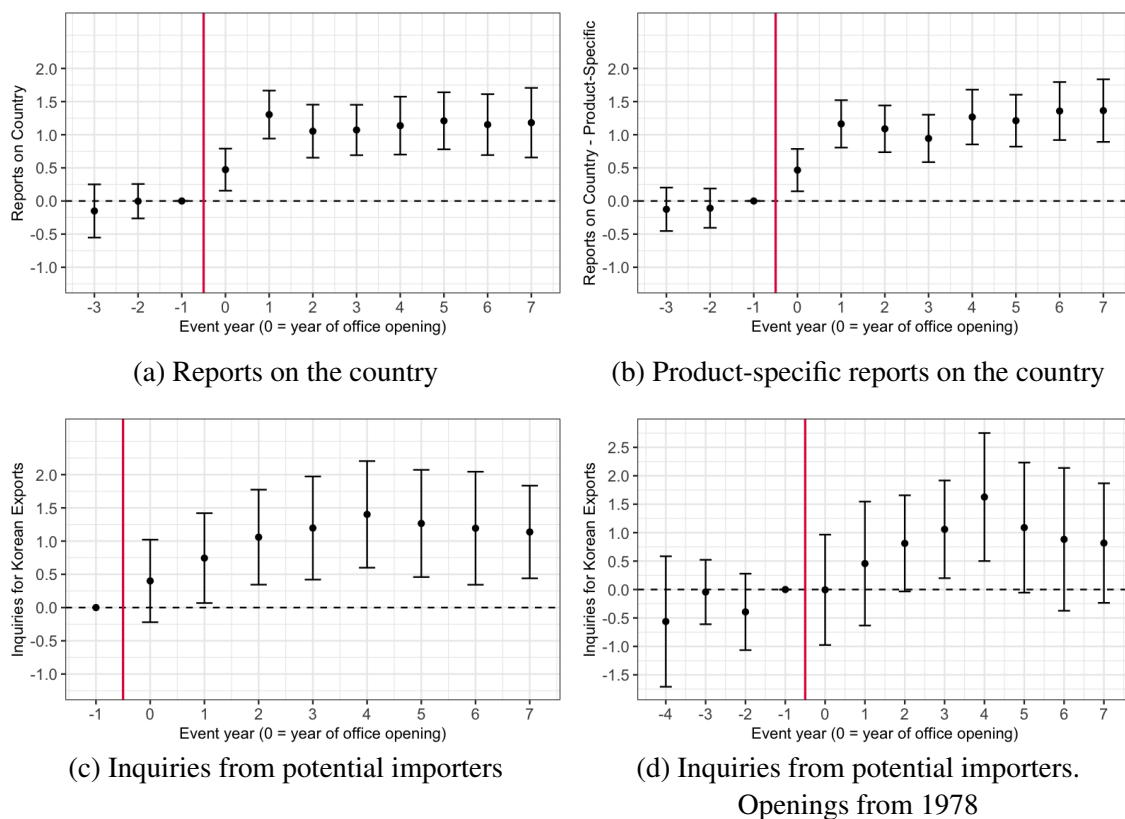 Reports on Country
2.0
1.5
1.0
0.5
0.0
-0.5
-1.0
-3 -2 -1 0 1 2 3 4 5 6 7
Event year (0 = year of office opening)
(a) Reports on the country
Reports on Country - Product-Specific
2.0
1.5
1.0
0.5
0.0
-0.5
-1.0
-3 -2 -1 0 1 2 3 4 5 6 7
Event year (0 = year of office opening)
(b) Product-specific reports on the country
Inquiries for Korean Exports
2.0
1.5
1.0
0.5
0.0
-0.5
-1.0
-1 0 1 2 3 4 5 6 7
Event year (0 = year of office opening)
(c) Inquiries from potential importers
Inquiries for Korean Exports
2.5
2.0
1.5
1.0
0.5
0.0
-0.5
-1.0
-1.5
-4 -3 -2 -1 0 1 2 3 4 5 6 7
Event year (0 = year of office opening)
(d) Inquiries from potential importers.
Openings from 1978